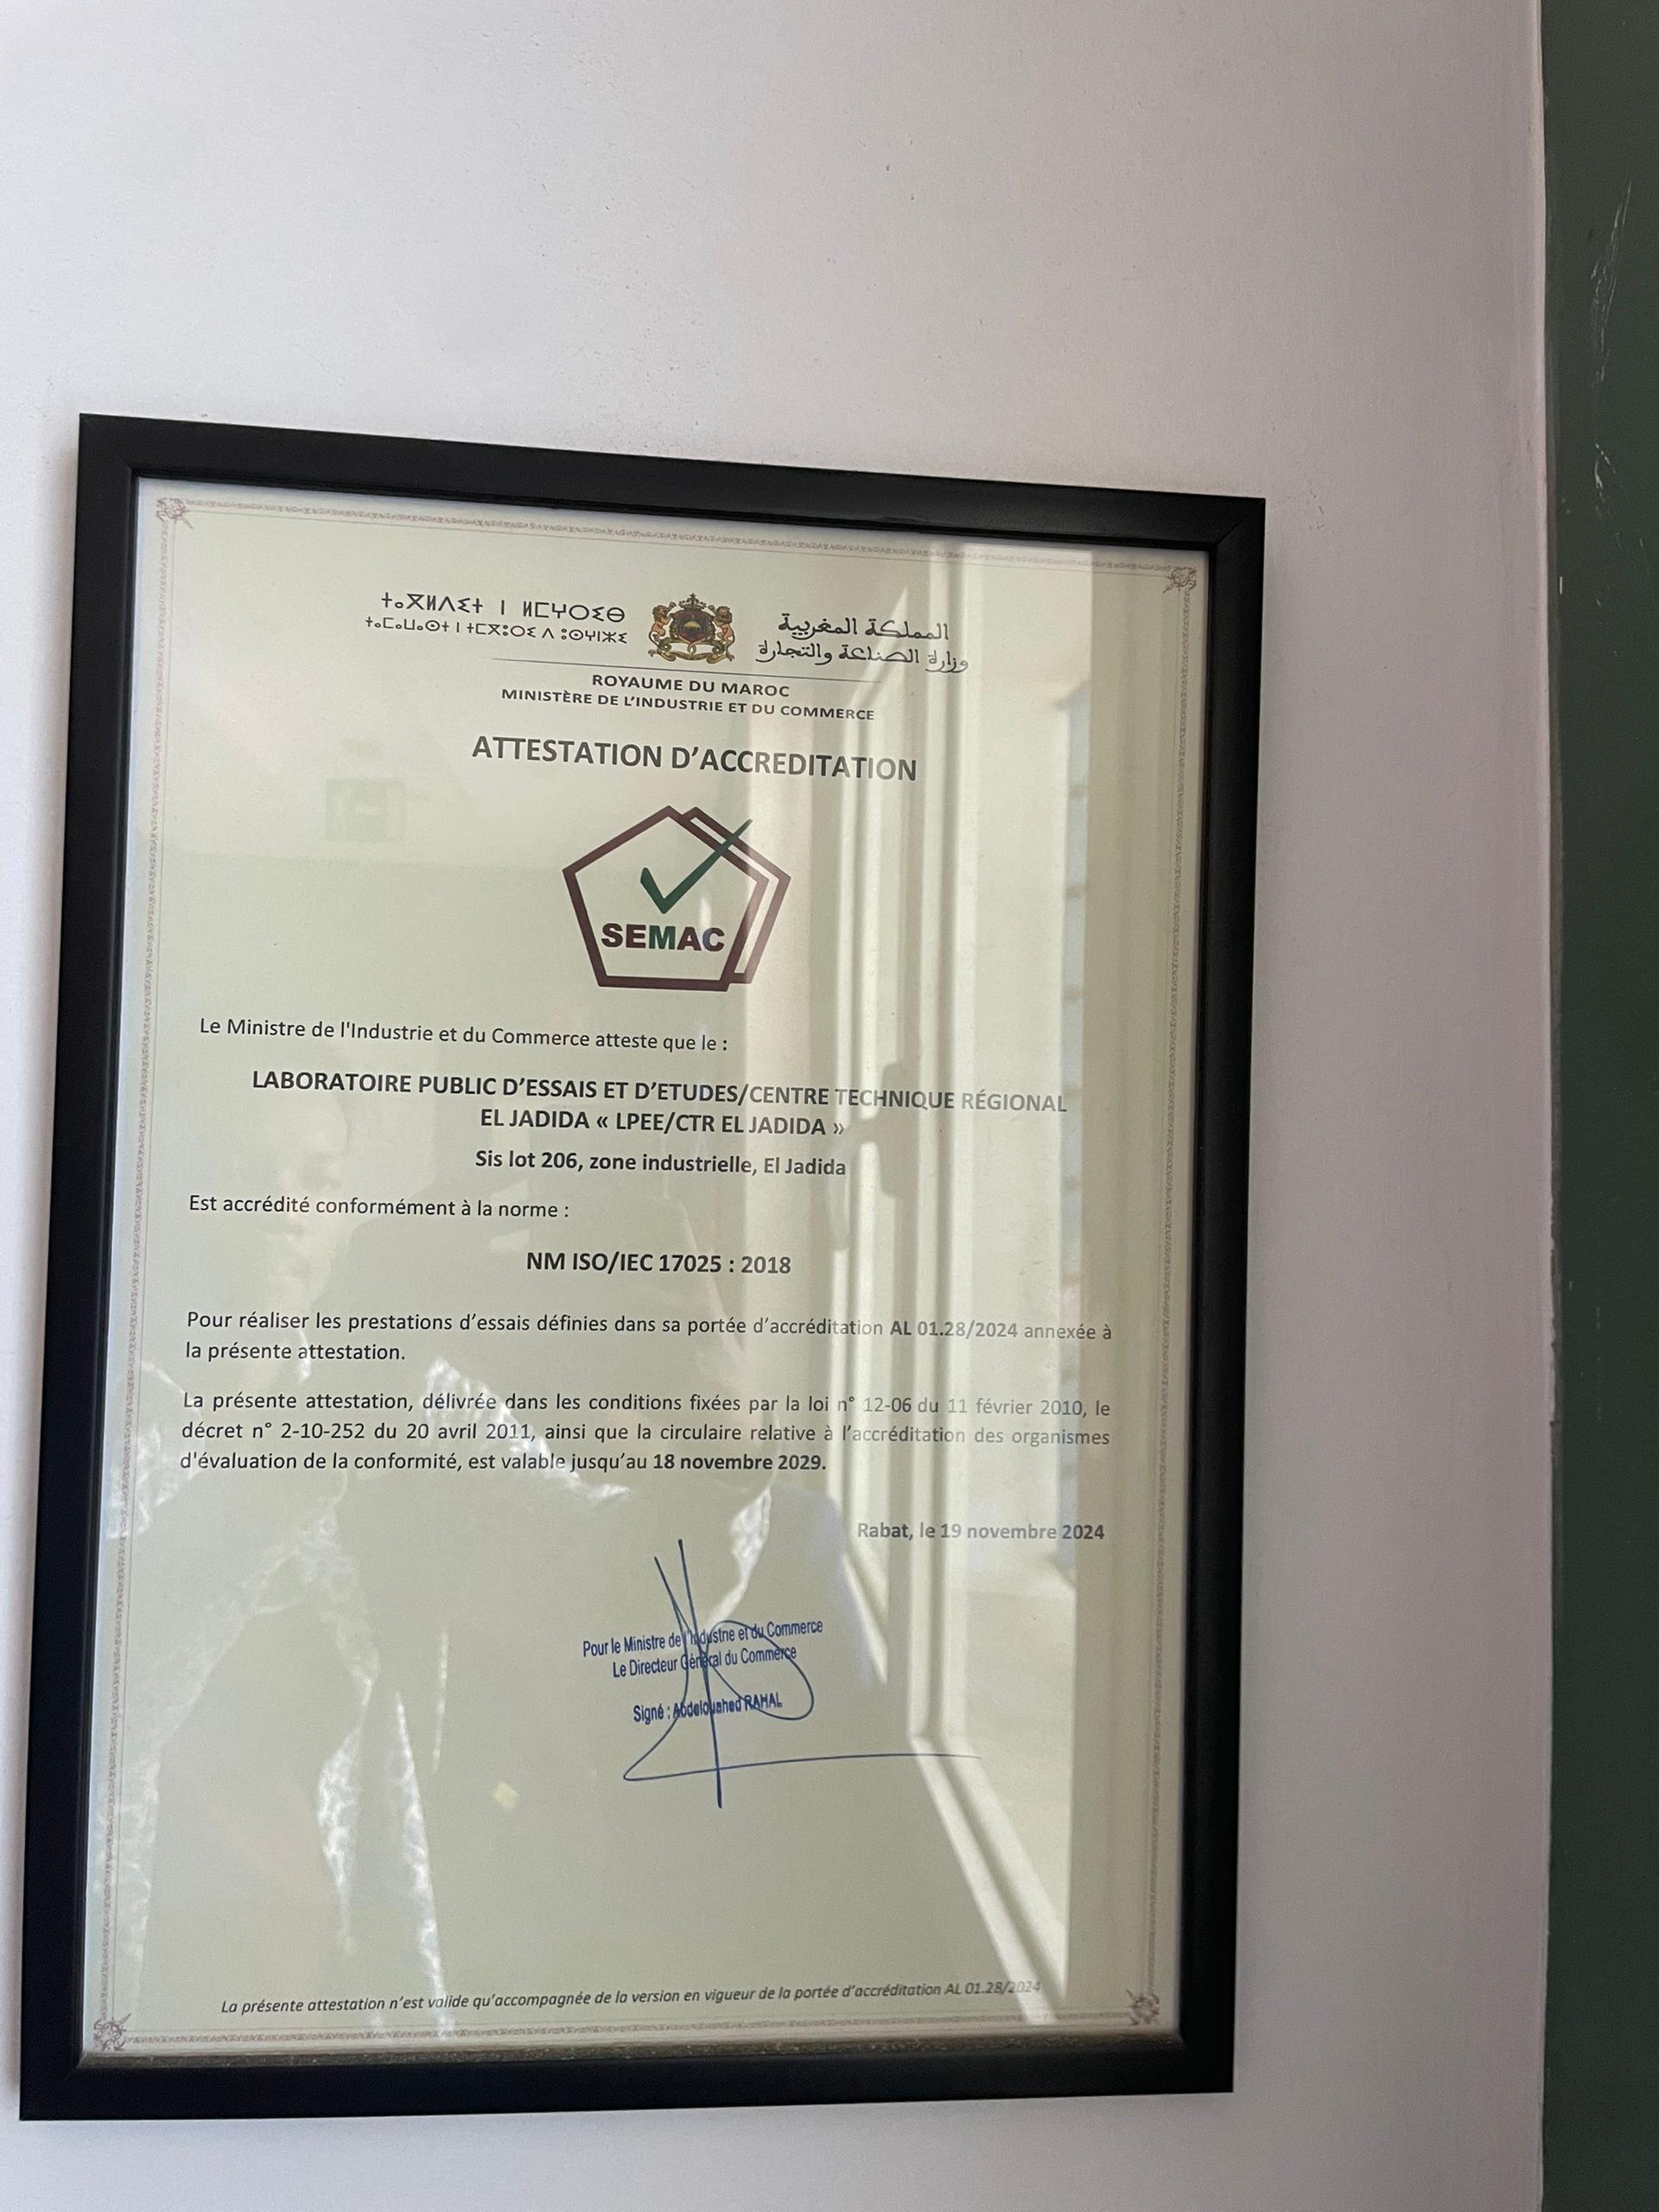 ⵜⴰⴳⵍⴷⵉⵜ ⵏ ⵍⵎⵖⵔⵉⴱ
ⵜⴰⵎⴰⵡⴰⵙⵜ ⵏ ⵜⵎⴳⵓⵔⵉ ⴷ ⵓⵙⵖⵏⵣⵉ
المملكة المغربية
وزارة الصناعة والتجارة
ROYAUME DU MAROC
MINISTÈRE DE L'INDUSTRIE ET DU COMMERCE
ATTESTATION D'ACCREDITATION
SEMAC
Le Ministre de l'Industrie et du Commerce atteste que le :
LABORATOIRE PUBLIC D'ESSAIS ET D'ETUDES/CENTRE TECHNIQUE RÉGIONAL
EL JADIDA « LPEE/CTR EL JADIDA »
Sis lot 206, zone industrielle, El Jadida
Est accrédité conformément à la norme :
NM ISO/IEC 17025 : 2018
Pour réaliser les prestations d'essais définies dans sa portée d'accréditation AL 01.28/2024 annexée à
la présente attestation.
La présente attestation, délivrée dans les conditions fixées par la loi n° 12-06 du 11 février 2010, le
décret n° 2-10-252 du 20 avril 2011, ainsi que la circulaire relative à l'accréditation des organismes
d'évaluation de la conformité, est valable jusqu'au 18 novembre 2029.
Rabat, le 19 novembre 2024
Pour le Ministre de l'Industrie et du Commerce
Le Directeur Général du Commerce
Signé : Abdelouahed RAHAL
La présente attestation n'est valide qu'accompagnée de la version en vigueur de la portée d'accréditation AL 01.28/2024